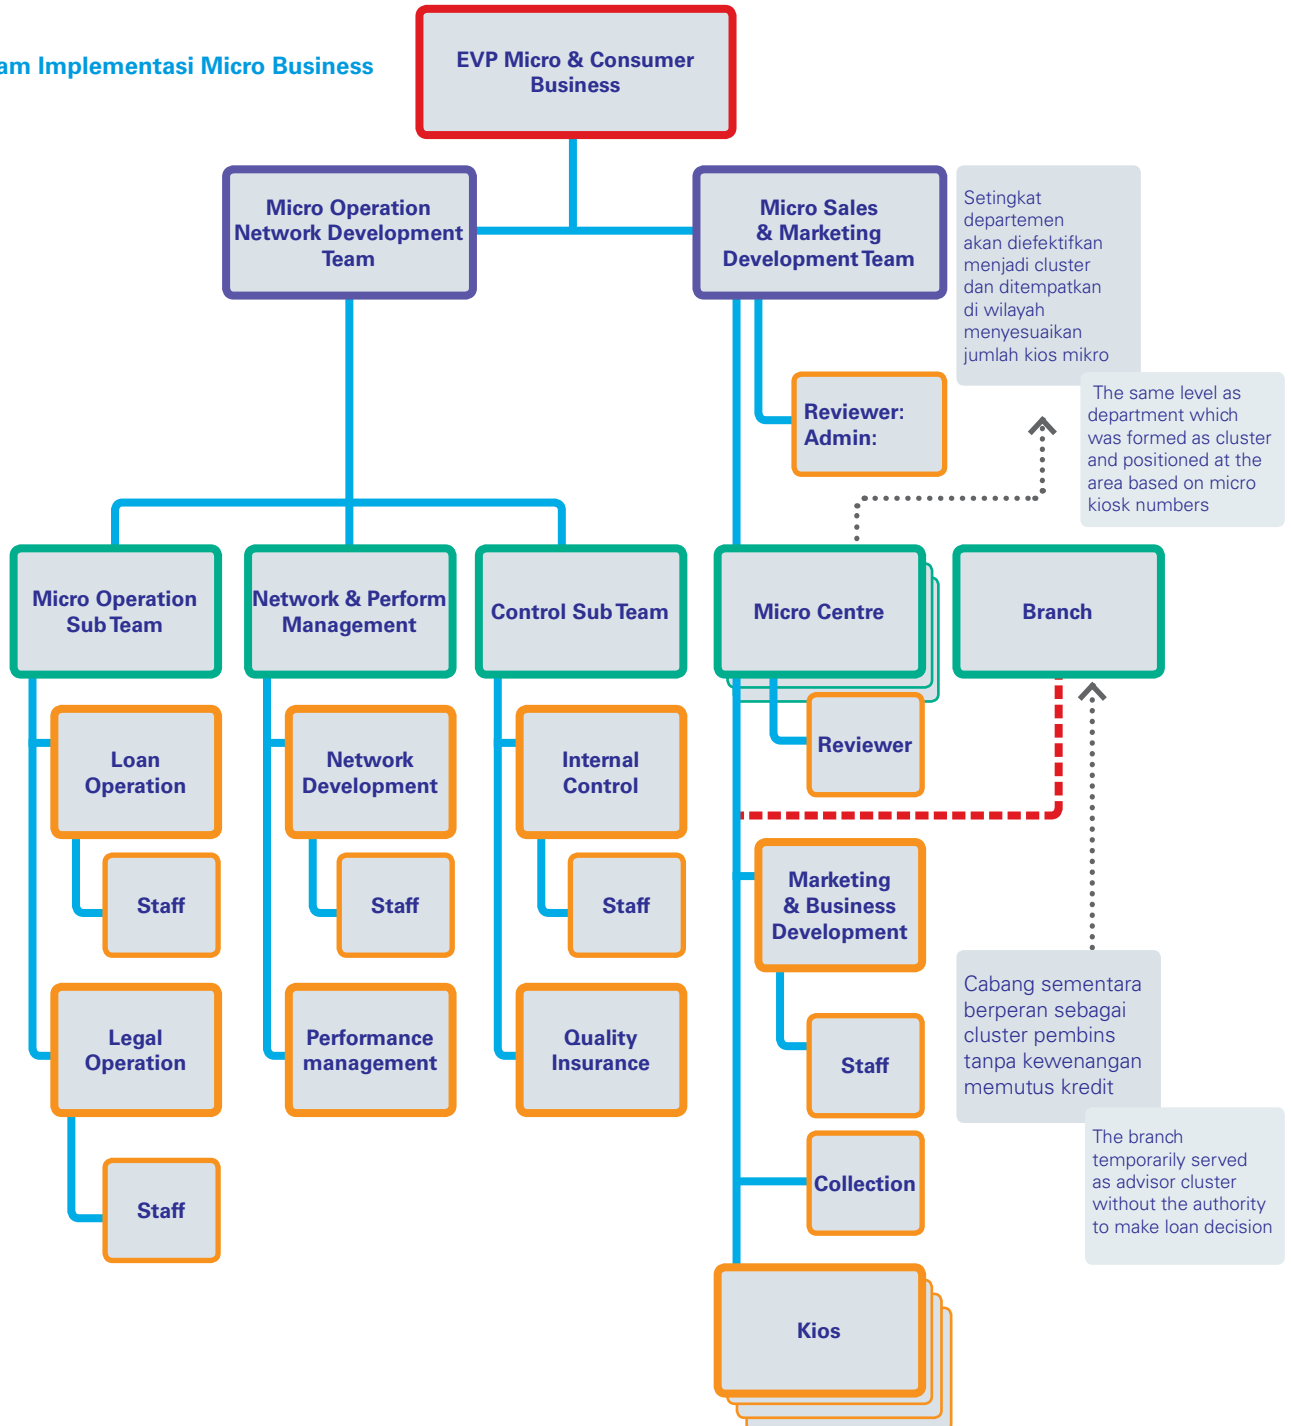 am Implementasi Micro Business
EVP Micro & Consumer
Business
Micro Operation
Network Development
Team
Micro Sales
& Marketing
Development Team
Setingkat
departemen
akan diefektifkan
menjadi cluster
dan ditempatkan
di wilayah
menyesuaikan
jumlah kios mikro
The same level as
department which
was formed as cluster
and positioned at the
area based on micro
kiosk numbers
Reviewer:
Admin:
Micro Operation
Sub Team
Network & Perform
Management
Control Sub Team
Micro Centre
Branch
Loan
Operation
Network
Development
Internal
Control
Reviewer
Staff
Staff
Staff
Marketing
& Business
Development
Legal
Operation
Performance
management
Quality
Insurance
Staff
Cabang sementara
berperan sebagai
cluster pembins
tanpa kewenangan
memutus kredit
The branch
temporarily served
as advisor cluster
without the authority
to make loan decision
Staff
Collection
Kios